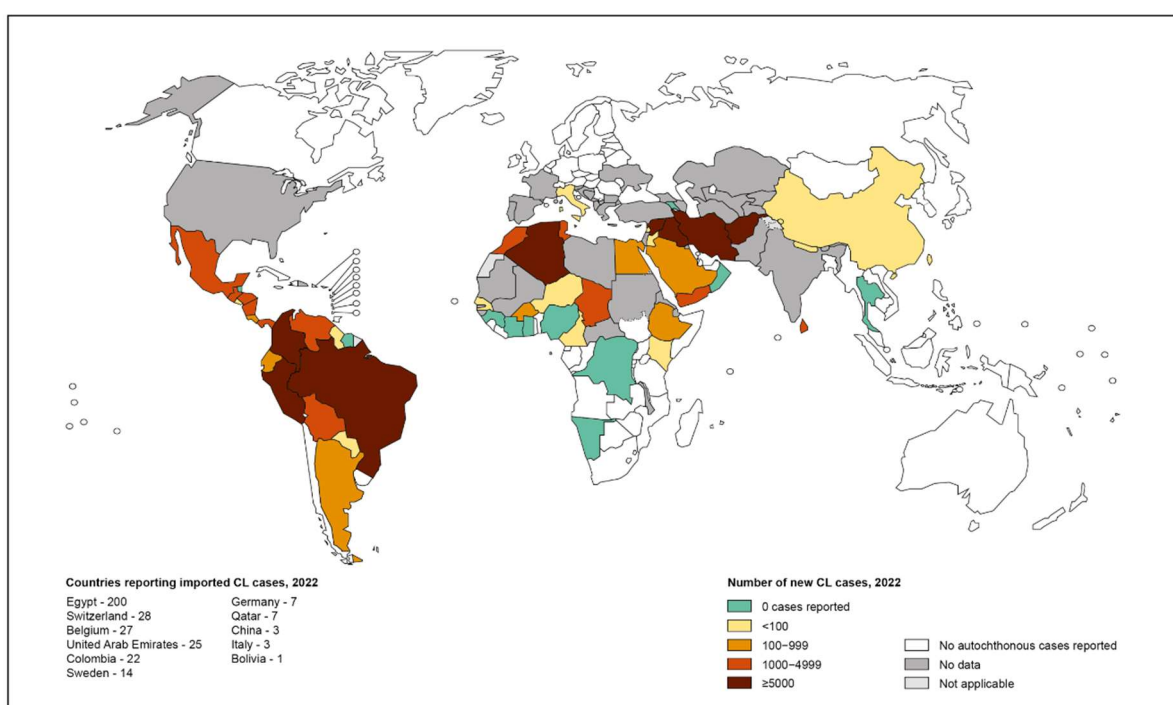 Countries reporting imported CL cases, 2022
Egypt - 200
Switzerland - 28
Belgium - 27
United Arab Emirates - 25
Colombia - 22
Sweden - 14
Germany - 7
Qatar - 7
China - 3
Italy - 3
Bolivia - 1
Number of new CL cases, 2022
0 cases reported
<100
100–999
1000–4999
≥5000
No autochthonous cases reported
No data
Not applicable